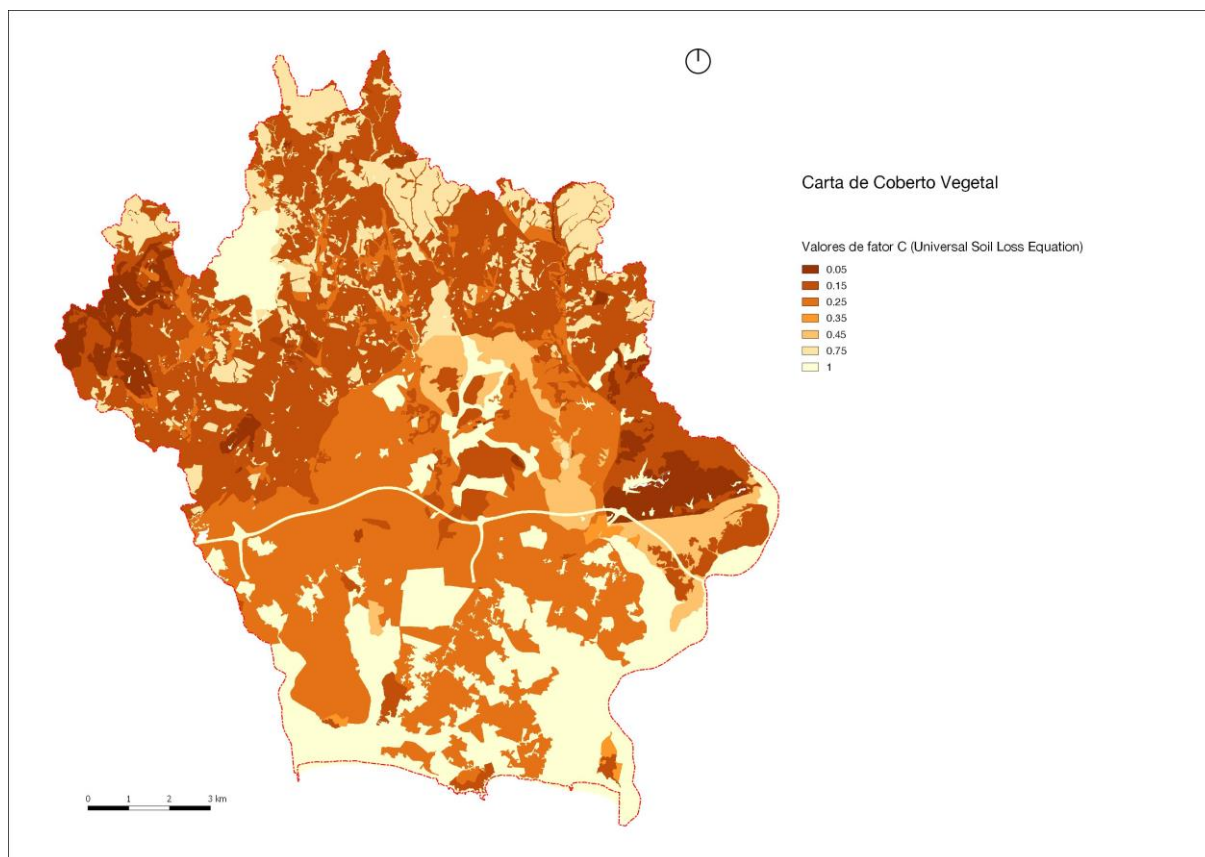 Carta de Coberto Vegetal
Valores de fator C (Universal Soil Loss Equation)
0.05
0.15
0.25
0.35
0.45
0.75
1
0 1 2 3 km